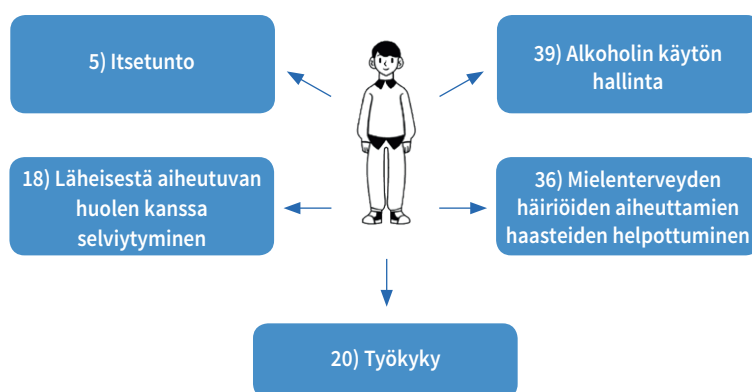 5) Itsetunto
39) Alkoholin käytön
hallinta
18) Läheisestä aiheutuvan
huolen kanssa
selviytyminen
36) Mielenterveyden
häiriöiden aiheuttamien
haasteiden helpottuminen
20) Työkyky